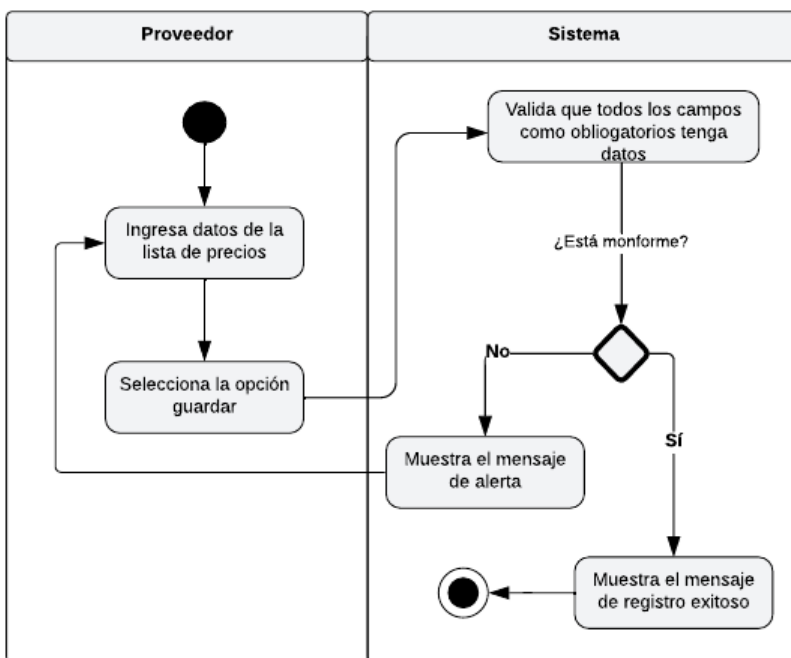 Proveedor
Sistema
Valida que todos los campos
como obliogatorios tenga
datos
Ingresa datos de la
lista de precios
¿Está monforme?
Selecciona la opción
guardar
No
Sí
Muestra el mensaje
de alerta
Muestra el mensaje
de registro exitoso